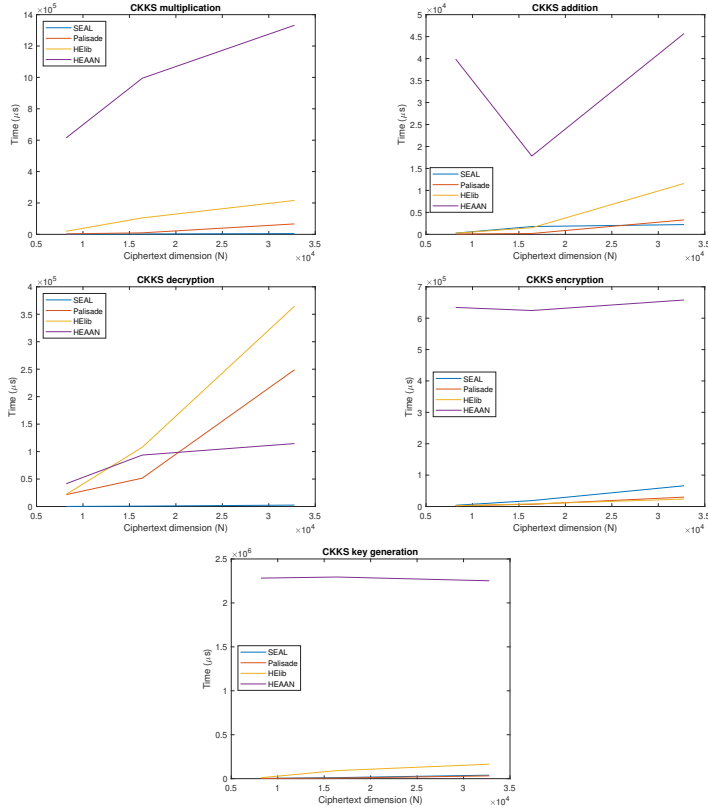 CKKS multiplication
×10^5
14
12
10
8
6
4
2
0
Time (μs)
SEAL
Palisade
HElib
HEAAN
0.5 1 1.5 2 2.5 3 3.5
Ciphertext dimension (N)
×10^4
CKKS addition
×10^4
5
4.5
4
3.5
3
2.5
2
1.5
1
0.5
0
Time (μs)
SEAL
Palisade
HElib
HEAAN
0.5 1 1.5 2 2.5 3 3.5
Ciphertext dimension (N)
×10^4
CKKS decryption
×10^5
4
3.5
3
2.5
2
1.5
1
0.5
0
Time (μs)
SEAL
Palisade
HElib
HEAAN
0.5 1 1.5 2 2.5 3 3.5
Ciphertext dimension (N)
×10^4
CKKS encryption
×10^5
7
6
5
4
3
2
1
0
Time (μs)
SEAL
Palisade
HElib
HEAAN
0.5 1 1.5 2 2.5 3 3.5
Ciphertext dimension (N)
×10^4
CKKS key generation
×10^6
2.5
2
1.5
1
0.5
0
Time (μs)
SEAL
Palisade
HElib
HEAAN
0.5 1 1.5 2 2.5 3 3.5
Ciphertext dimension (N)
×10^4